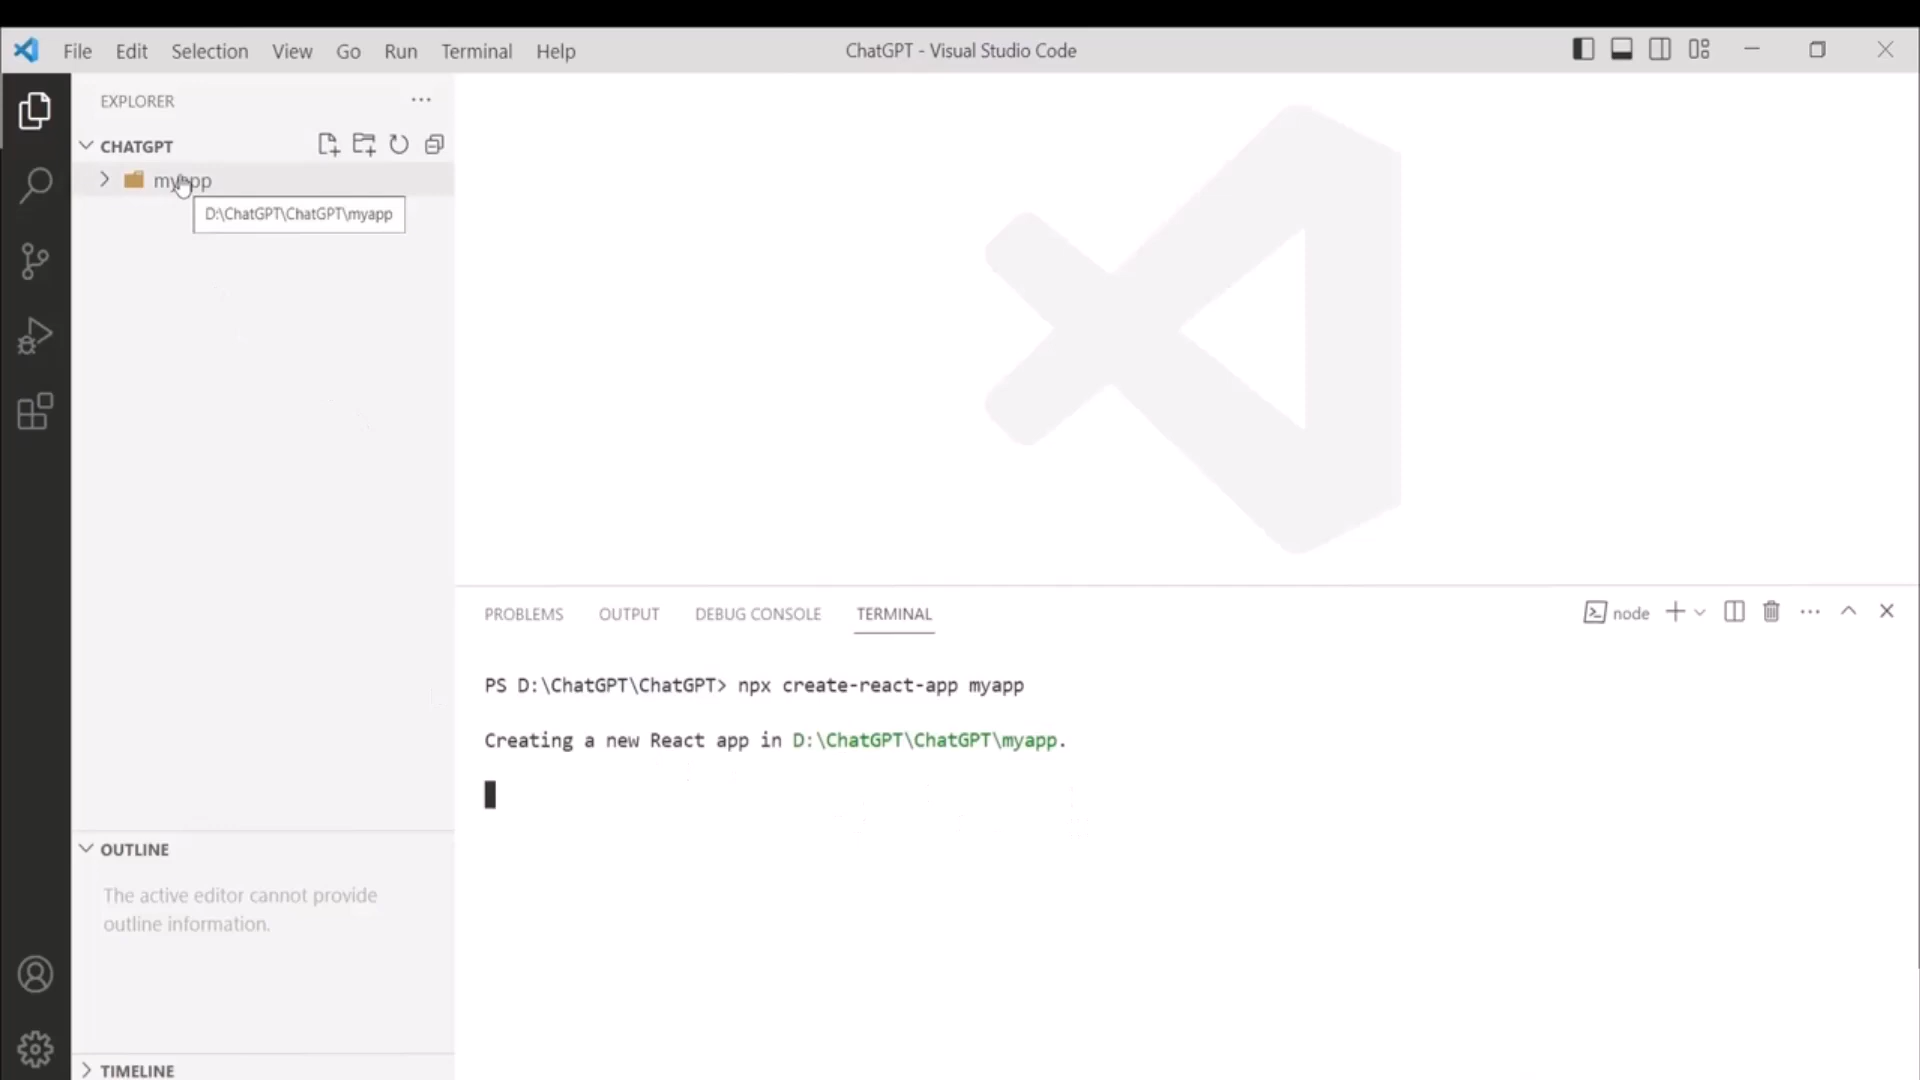 File Edit Selection View Go Run Terminal Help
ChatGPT - Visual Studio Code
EXPLORER
CHATGPT
myapp
D:\ChatGPT\ChatGPT\myapp
PROBLEMS OUTPUT DEBUG CONSOLE TERMINAL
node
PS D:\ChatGPT\ChatGPT> npx create-react-app myapp
Creating a new React app in D:\ChatGPT\ChatGPT\myapp.
OUTLINE
The active editor cannot provide
outline information.
TIMELINE